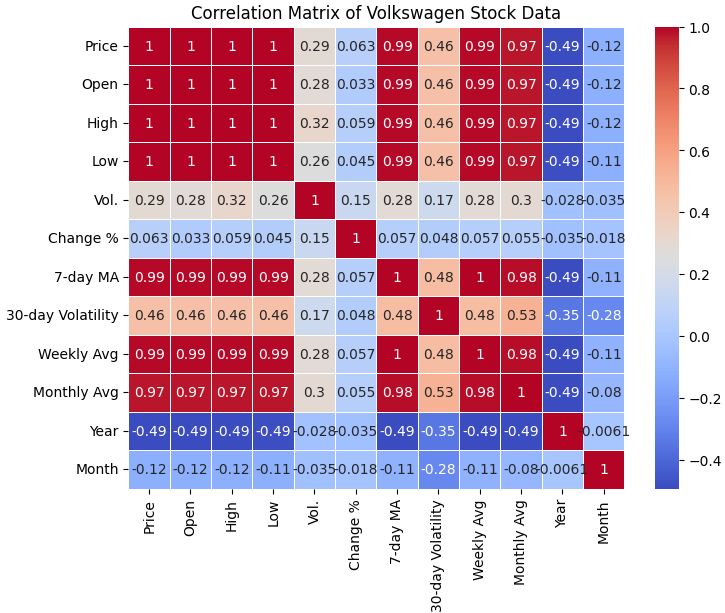 Correlation Matrix of Volkswagen Stock Data
Price 1 1 1 1 0.29 0.063 0.99 0.46 0.99 0.97 -0.49 -0.12
Open 1 1 1 1 0.28 0.033 0.99 0.46 0.99 0.97 -0.49 -0.12
High 1 1 1 1 0.32 0.059 0.99 0.46 0.99 0.97 -0.49 -0.12
Low 1 1 1 1 0.26 0.045 0.99 0.46 0.99 0.97 -0.49 -0.11
Vol. 0.29 0.28 0.32 0.26 1 0.15 0.28 0.17 0.28 0.3 -0.028 -0.035
Change % 0.063 0.033 0.059 0.045 0.15 1 0.057 0.048 0.057 0.055 -0.035 -0.018
7-day MA 0.99 0.99 0.99 0.99 0.28 0.057 1 0.48 1 0.98 -0.49 -0.11
30-day Volatility 0.46 0.46 0.46 0.46 0.17 0.048 0.48 1 0.48 0.53 -0.35 -0.28
Weekly Avg 0.99 0.99 0.99 0.99 0.28 0.057 1 0.48 1 0.98 -0.49 -0.11
Monthly Avg 0.97 0.97 0.97 0.97 0.3 0.055 0.98 0.53 0.98 1 -0.49 -0.08
Year -0.49 -0.49 -0.49 -0.49 -0.028 -0.035 -0.49 -0.35 -0.49 -0.49 1 -0.0061
Month -0.12 -0.12 -0.12 -0.11 -0.035 -0.018 -0.11 -0.28 -0.11 -0.08 -0.0061 1
Price Open High Low Vol. Change % 7-day MA 30-day Volatility Weekly Avg Monthly Avg Year Month
1.0
0.8
0.6
0.4
0.2
0.0
−0.2
−0.4